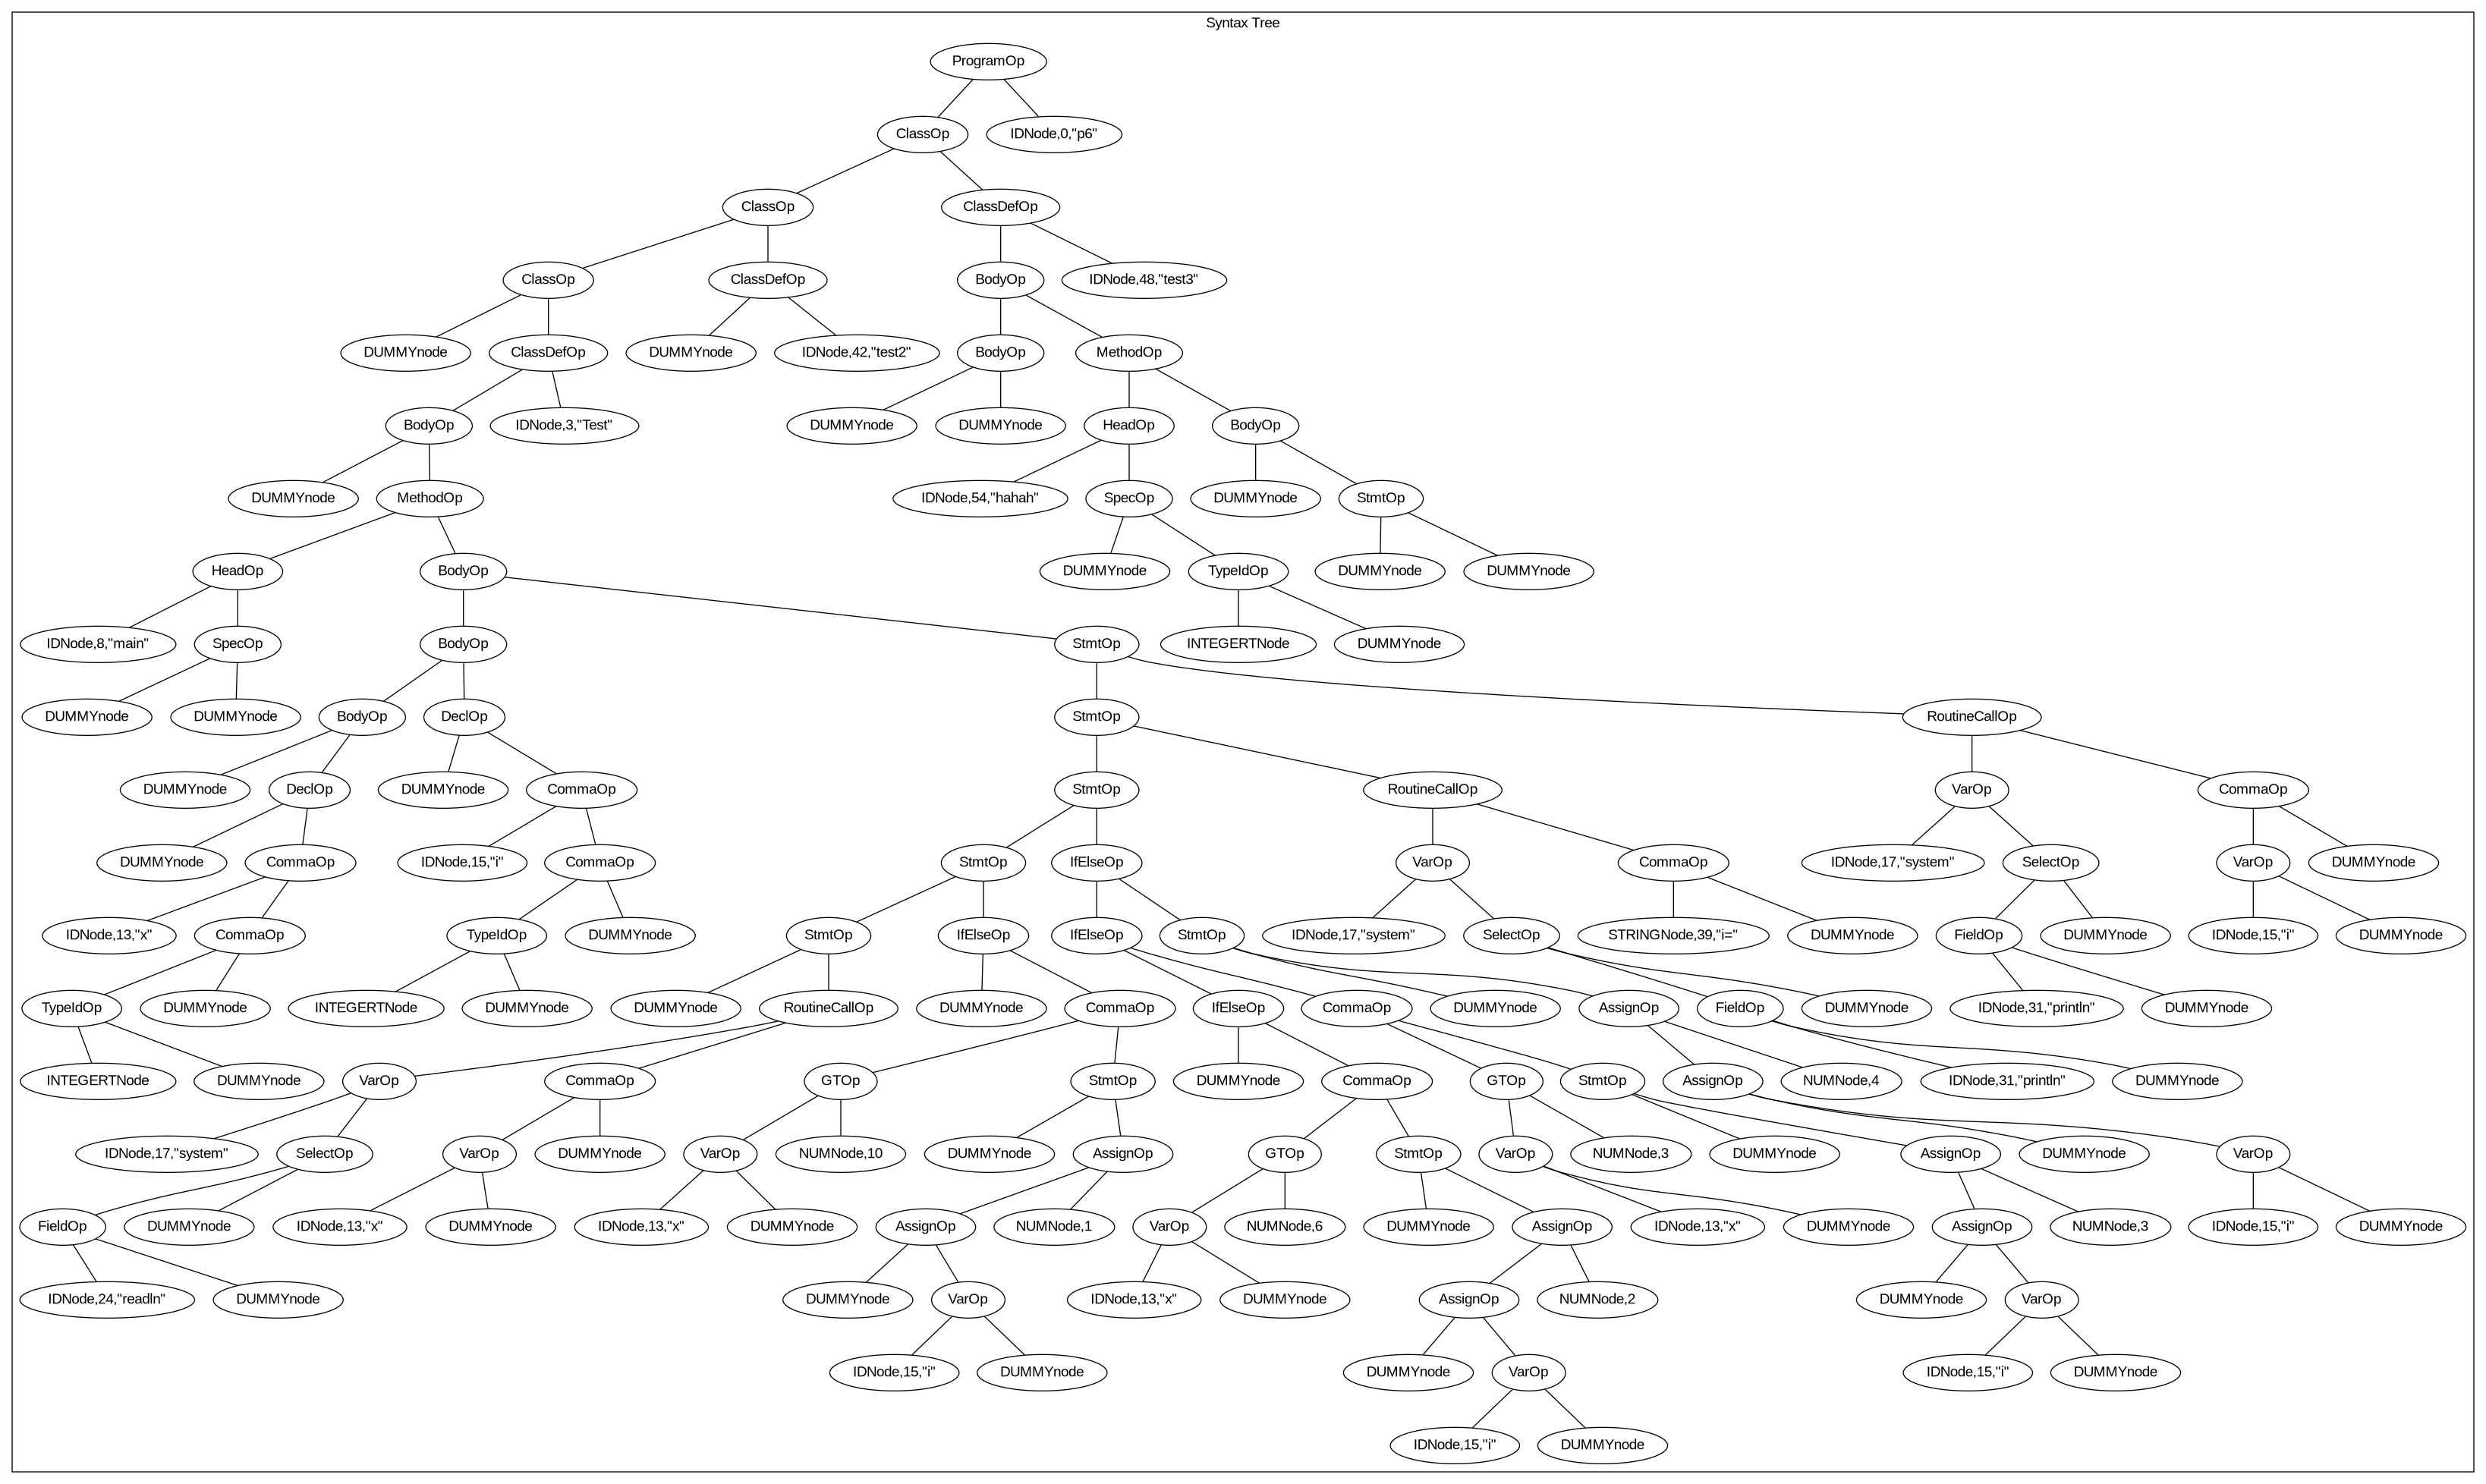 Syntax Tree
ProgramOp
ClassOp IDNode,0,"p6"
ClassOp ClassDefOp
ClassOp ClassDefOp BodyOp IDNode,48,"test3"
DUMMYnode ClassDefOp DUMMYnode IDNode,42,"test2" BodyOp MethodOp
BodyOp IDNode,3,"Test" DUMMYnode DUMMYnode HeadOp BodyOp
DUMMYnode MethodOp IDNode,54,"hahah" SpecOp DUMMYnode StmtOp
HeadOp BodyOp DUMMYnode TypeIdOp DUMMYnode DUMMYnode
IDNode,8,"main" SpecOp BodyOp StmtOp INTEGERTNode DUMMYnode
DUMMYnode DUMMYnode BodyOp DeclOp StmtOp RoutineCallOp
DUMMYnode DeclOp DUMMYnode CommaOp StmtOp RoutineCallOp VarOp CommaOp
DUMMYnode CommaOp IDNode,15,"i" CommaOp StmtOp IfElseOp VarOp CommaOp IDNode,17,"system" SelectOp VarOp DUMMYnode
IDNode,13,"x" CommaOp TypeIdOp DUMMYnode StmtOp IfElseOp IfElseOp StmtOp IDNode,17,"system" SelectOp STRINGNode,39,"i=" DUMMYnode FieldOp DUMMYnode IDNode,15,"i" DUMMYnode
TypeIdOp DUMMYnode INTEGERTNode DUMMYnode DUMMYnode RoutineCallOp DUMMYnode CommaOp IfElseOp CommaOp DUMMYnode AssignOp FieldOp DUMMYnode IDNode,31,"println" DUMMYnode
INTEGERTNode DUMMYnode VarOp CommaOp GTOp StmtOp DUMMYnode CommaOp GTOp StmtOp AssignOp NUMNode,4 IDNode,31,"println" DUMMYnode
IDNode,17,"system" SelectOp VarOp DUMMYnode VarOp NUMNode,10 DUMMYnode AssignOp GTOp StmtOp VarOp NUMNode,3 DUMMYnode AssignOp DUMMYnode VarOp
FieldOp DUMMYnode IDNode,13,"x" DUMMYnode IDNode,13,"x" DUMMYnode AssignOp NUMNode,1 VarOp NUMNode,6 DUMMYnode AssignOp IDNode,13,"x" DUMMYnode AssignOp NUMNode,3 IDNode,15,"i" DUMMYnode
IDNode,24,"readln" DUMMYnode DUMMYnode VarOp IDNode,13,"x" DUMMYnode AssignOp NUMNode,2 DUMMYnode VarOp
IDNode,15,"i" DUMMYnode DUMMYnode VarOp IDNode,15,"i" DUMMYnode
IDNode,15,"i" DUMMYnode